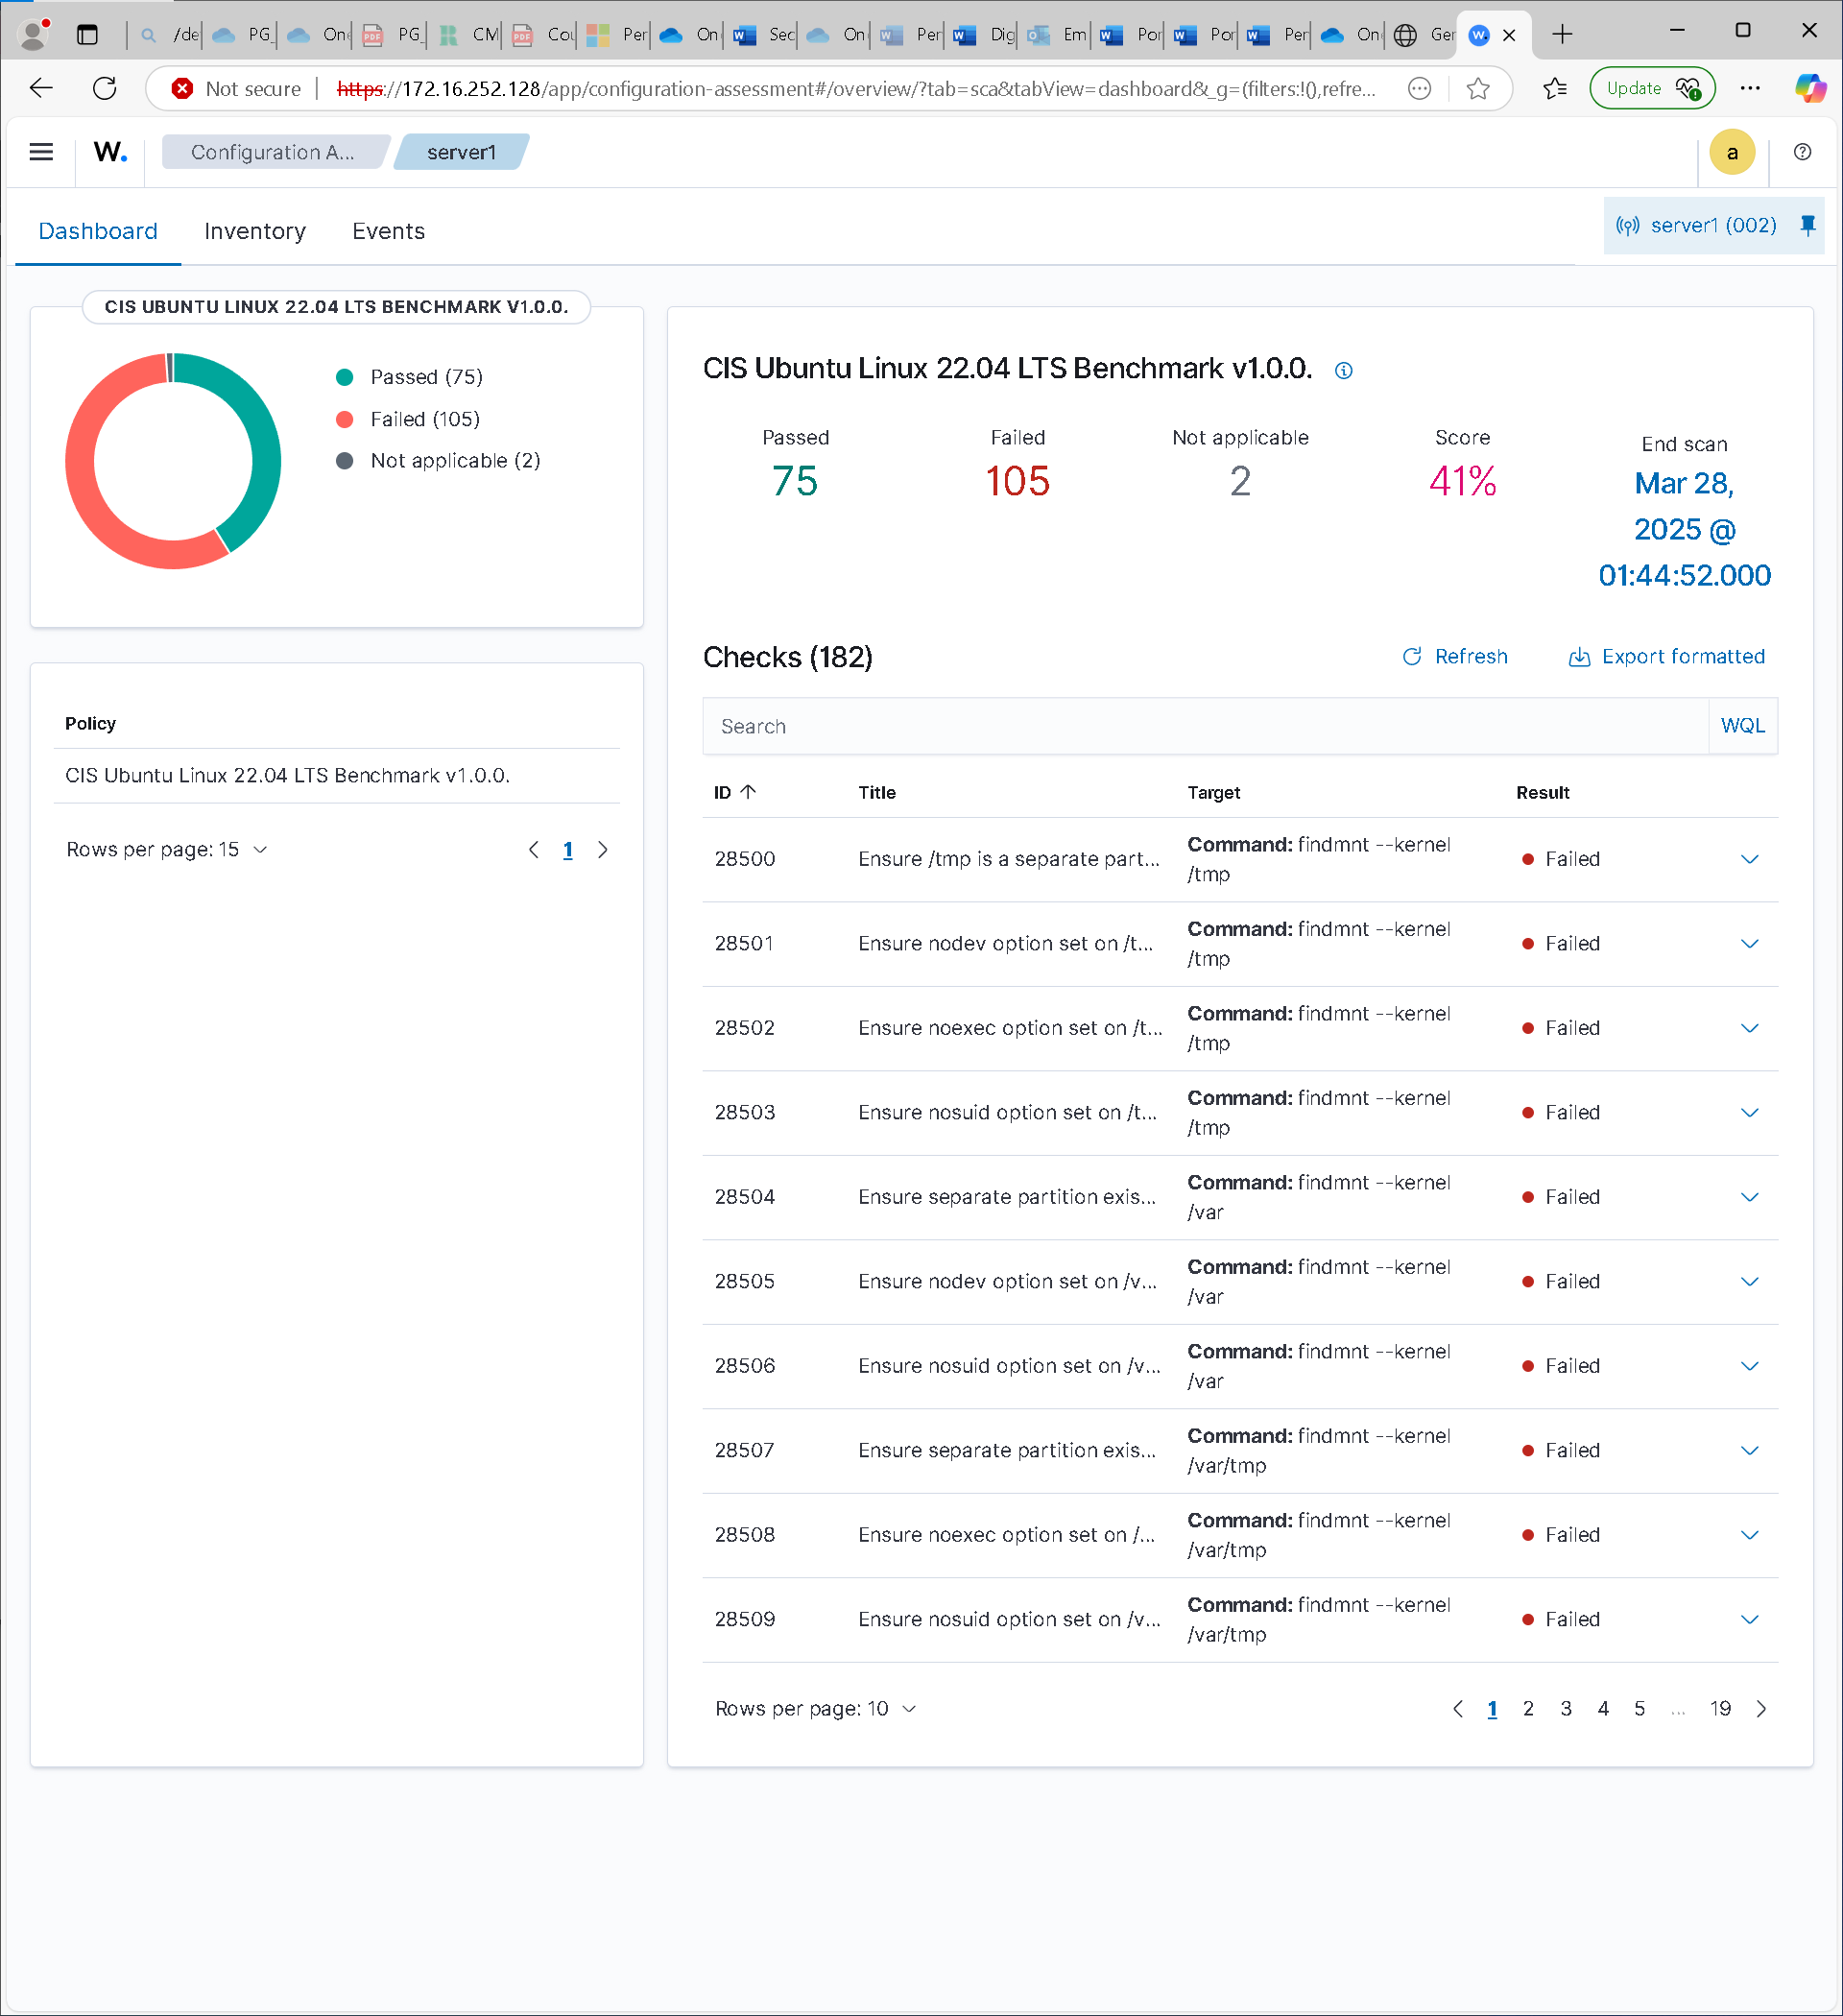 /de
PG_
One
PG_
CM
Cou
Per
On
Sec
On
Per
Dig
Em
Por
Por
Per
On
Ger
Not secure
https://172.16.252.128/app/configuration-assessment#/overview/?tab=sca&tabView=dashboard&_g=(filters:!(),refre...
Update
W.
Configuration A...
server1
a
Dashboard
Inventory
Events
server1 (002)
CIS UBUNTU LINUX 22.04 LTS BENCHMARK V1.0.0.
Passed (75)
Failed (105)
Not applicable (2)
Policy
CIS Ubuntu Linux 22.04 LTS Benchmark v1.0.0.
Rows per page: 15
1
CIS Ubuntu Linux 22.04 LTS Benchmark v1.0.0.
Passed
75
Failed
105
Not applicable
2
Score
41%
End scan
Mar 28,
2025 @
01:44:52.000
Checks (182)
Refresh
Export formatted
Search
WQL
ID Title Target Result
28500 Ensure /tmp is a separate part... Command: findmnt --kernel /tmp Failed
28501 Ensure nodev option set on /t... Command: findmnt --kernel /tmp Failed
28502 Ensure noexec option set on /t... Command: findmnt --kernel /tmp Failed
28503 Ensure nosuid option set on /t... Command: findmnt --kernel /tmp Failed
28504 Ensure separate partition exis... Command: findmnt --kernel /var Failed
28505 Ensure nodev option set on /v... Command: findmnt --kernel /var Failed
28506 Ensure nosuid option set on /v... Command: findmnt --kernel /var Failed
28507 Ensure separate partition exis... Command: findmnt --kernel /var/tmp Failed
28508 Ensure noexec option set on /... Command: findmnt --kernel /var/tmp Failed
28509 Ensure nosuid option set on /v... Command: findmnt --kernel /var/tmp Failed
Rows per page: 10
1 2 3 4 5 ... 19